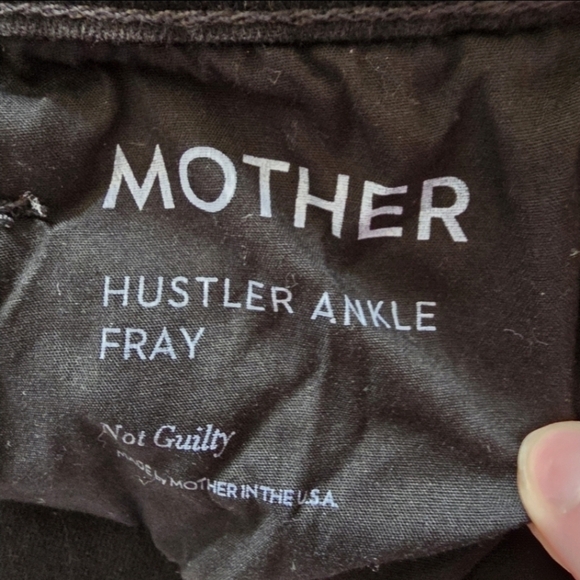 MOTHER
HUSTLER ANKLE
FRAY
Not Guilty
MADE by MOTHER IN THE U.S.A.